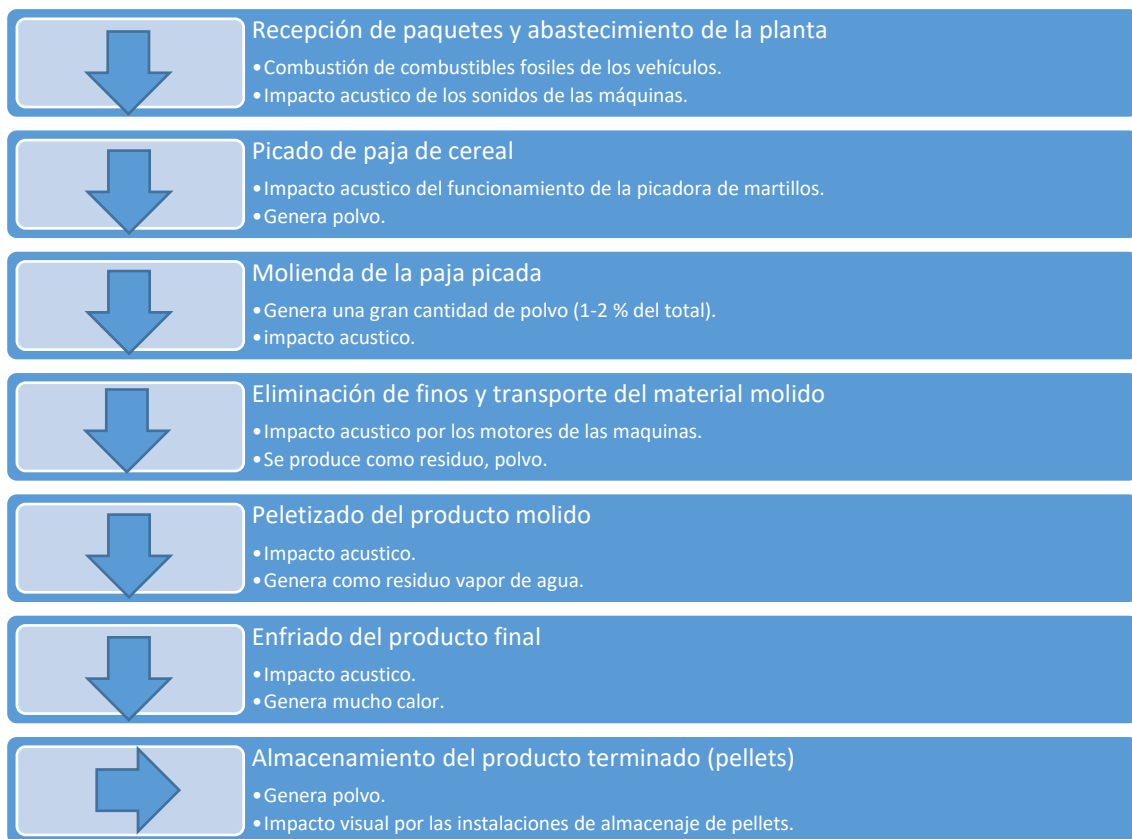 Recepción de paquetes y abastecimiento de la planta
•Combustión de combustibles fosiles de los vehículos.
•Impacto acustico de los sonidos de las máquinas.
Picado de paja de cereal
•Impacto acustico del funcionamiento de la picadora de martillos.
•Genera polvo.
Molienda de la paja picada
•Genera una gran cantidad de polvo (1-2 % del total).
•impacto acustico.
Eliminación de finos y transporte del material molido
•Impacto acustico por los motores de las maquinas.
•Se produce como residuo, polvo.
Peletizado del producto molido
•Impacto acustico.
•Genera como residuo vapor de agua.
Enfriado del producto final
•Impacto acustico.
•Genera mucho calor.
Almacenamiento del producto terminado (pellets)
•Genera polvo.
•Impacto visual por las instalaciones de almacenaje de pellets.